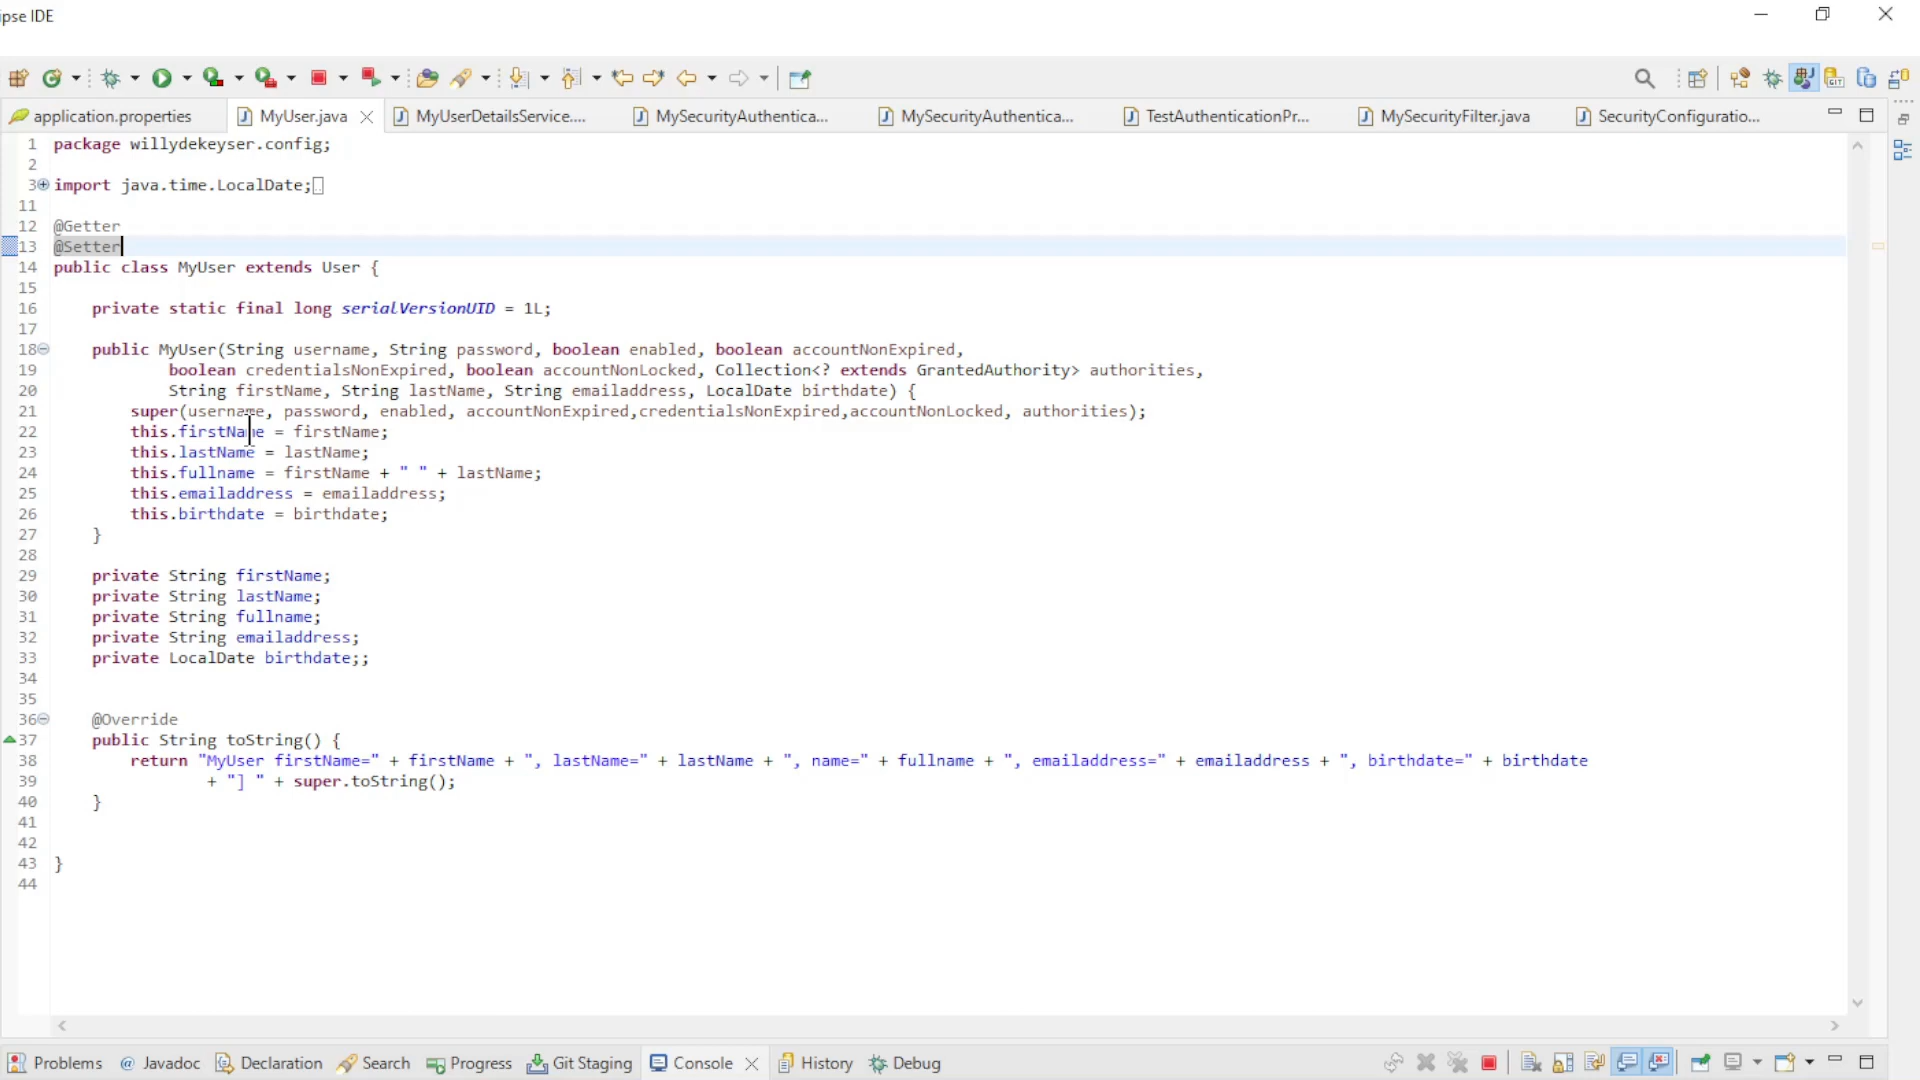 ipse IDE
application.properties
MyUser.java
MyUserDetailsService....
MySecurityAuthentica...
MySecurityAuthentica...
TestAuthenticationPr...
MySecurityFilter.java
SecurityConfiguratio...
1 package willydekeyser.config;
2
3 import java.time.LocalDate;
11
12 @Getter
13 @Setter
14 public class MyUser extends User {
15
16 private static final long serialVersionUID = 1L;
17
18 public MyUser(String username, String password, boolean enabled, boolean accountNonExpired,
19 boolean credentialsNonExpired, boolean accountNonLocked, Collection<? extends GrantedAuthority> authorities,
20 String firstName, String lastName, String emailaddress, LocalDate birthdate) {
21 super(username, password, enabled, accountNonExpired,credentialsNonExpired,accountNonLocked, authorities);
22 this.firstName = firstName;
23 this.lastName = lastName;
24 this.fullname = firstName + " " + lastName;
25 this.emailaddress = emailaddress;
26 this.birthdate = birthdate;
27 }
28
29 private String firstName;
30 private String lastName;
31 private String fullname;
32 private String emailaddress;
33 private LocalDate birthdate;;
34
35
36 @Override
37 public String toString() {
38 return "MyUser firstName=" + firstName + ", lastName=" + lastName + ", name=" + fullname + ", emailaddress=" + emailaddress + ", birthdate=" + birthdate
39 + "] " + super.toString();
40 }
41
42
43 }
44
Problems
Javadoc
Declaration
Search
Progress
Git Staging
Console
History
Debug